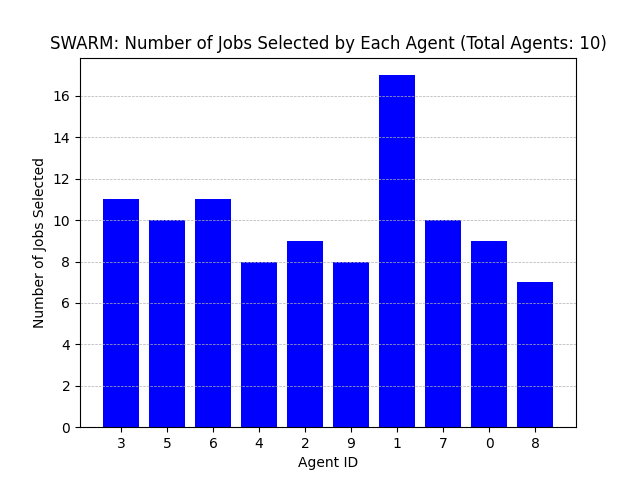 SWARM: Number of Jobs Selected by Each Agent (Total Agents: 10)
Number of Jobs Selected
16
14
12
10
8
6
4
2
0
3 5 6 4 2 9 1 7 0 8
Agent ID